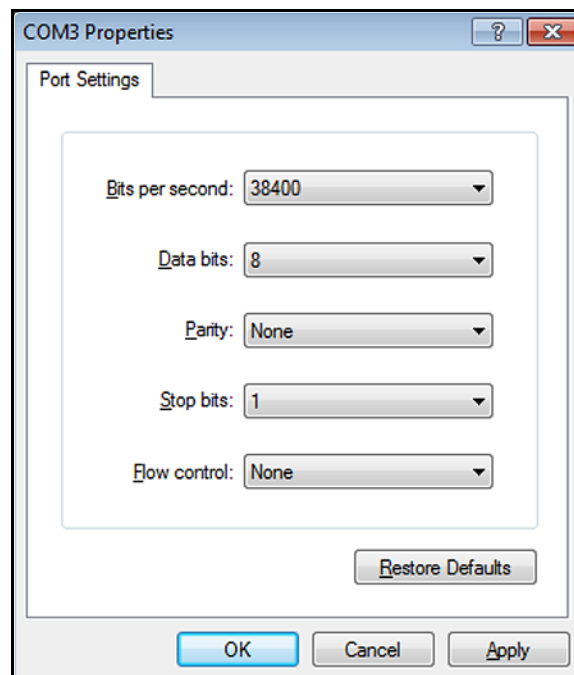 COM3 Properties
Port Settings
Bits per second: 38400
Data bits: 8
Parity: None
Stop bits: 1
Flow control: None
Restore Defaults
OK Cancel Apply